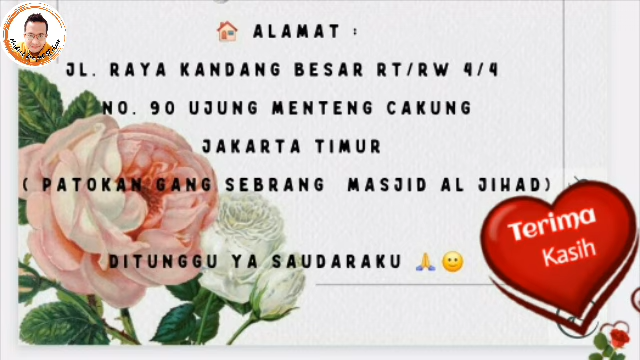 🏠 ALAMAT :
JL. RAYA KANDANG BESAR RT/RW 4/4
NO. 90 UJUNG MENTENG CAKUNG
JAKARTA TIMUR
( PATOKAN GANG SEBRANG MASJID AL JIHAD)
DITUNGGU YA SAUDARAKU 🙏🙂
Terima
Kasih